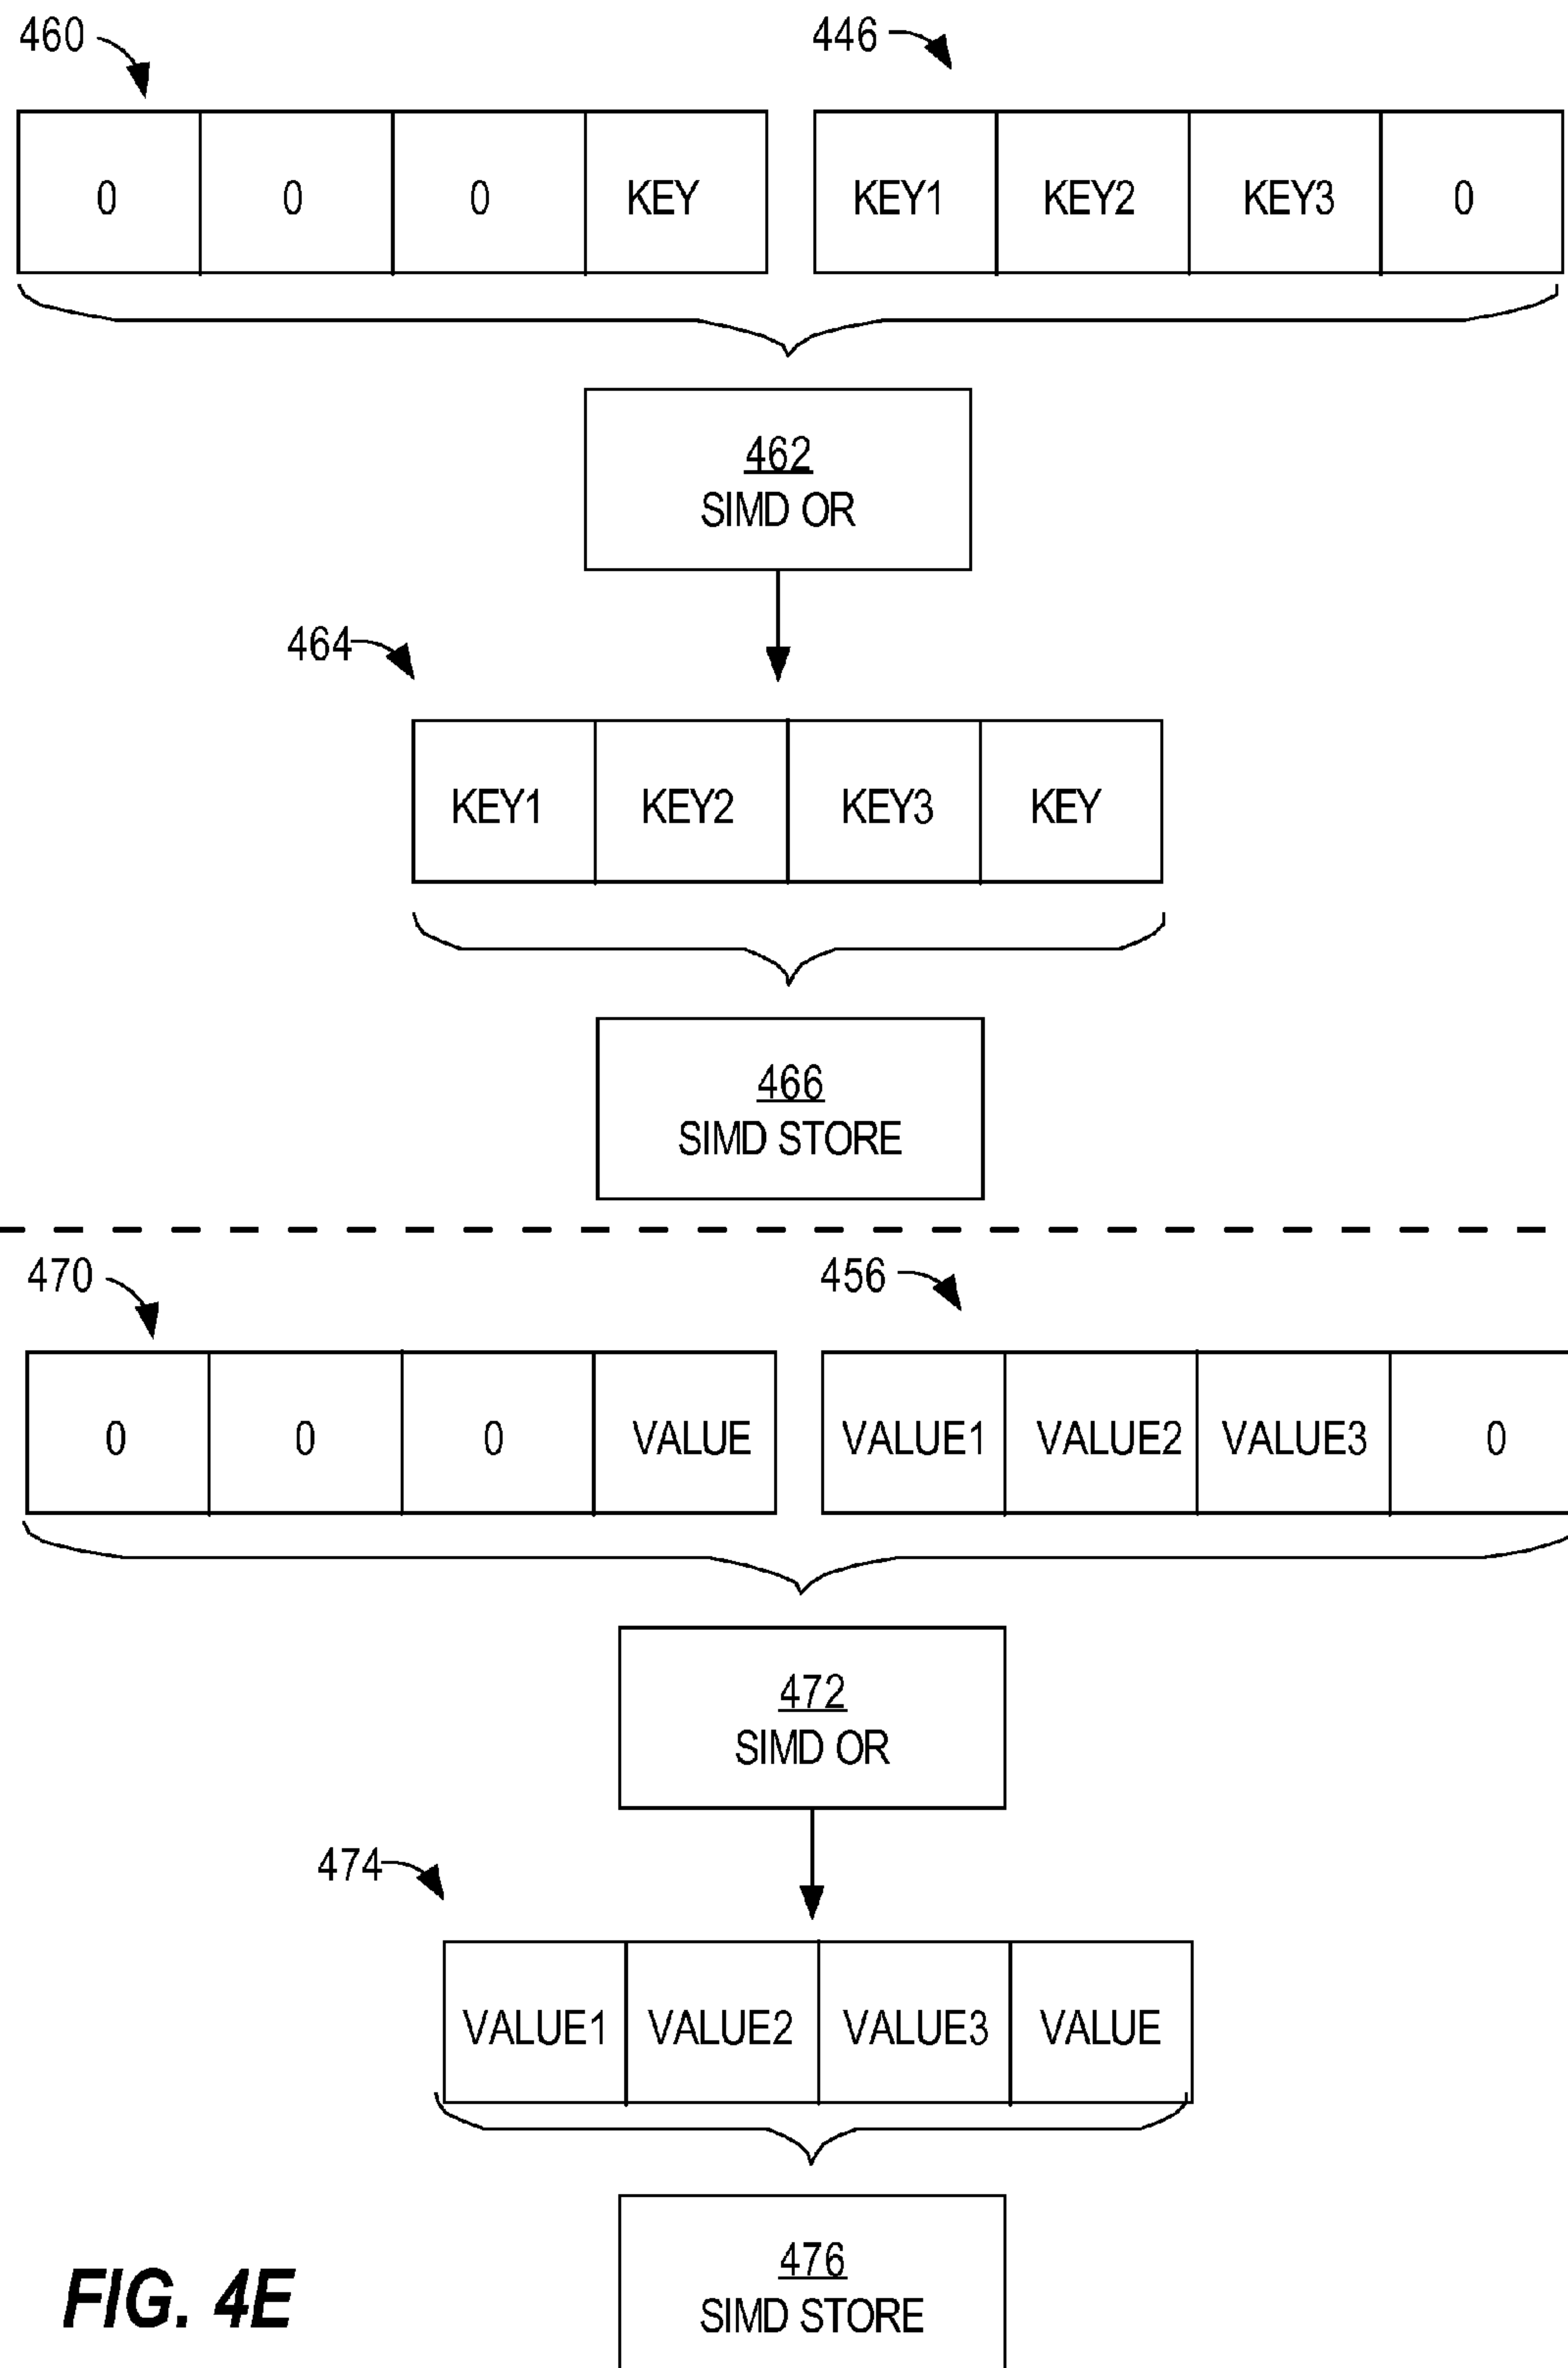 460 446
0 0 0 KEY KEY1 KEY2 KEY3 0
462
SIMD OR
464
KEY1 KEY2 KEY3 KEY
466
SIMD STORE
470 456
0 0 0 VALUE VALUE1 VALUE2 VALUE3 0
472
SIMD OR
474
VALUE1 VALUE2 VALUE3 VALUE
476
SIMD STORE
FIG. 4E